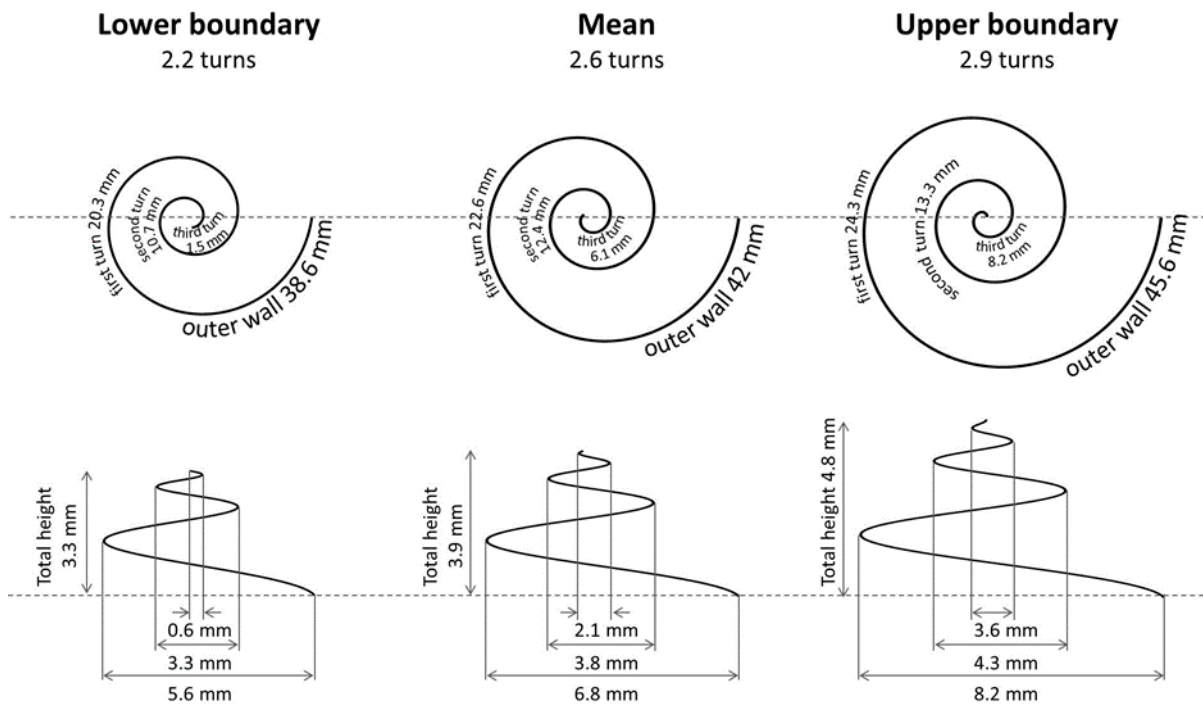 Lower boundary
2.2 turns
first turn 20.3 mm
second turn
10.7 mm
third turn
1.5 mm
outer wall 38.6 mm
Total height
3.3 mm
0.6 mm
3.3 mm
5.6 mm
Mean
2.6 turns
first turn 22.6 mm
second turn
12.4 mm
third turn
6.1 mm
outer wall 42 mm
Total height
3.9 mm
2.1 mm
3.8 mm
6.8 mm
Upper boundary
2.9 turns
first turn 24.3 mm
second turn 13.3 mm
third turn
8.2 mm
outer wall 45.6 mm
Total height 4.8 mm
3.6 mm
4.3 mm
8.2 mm